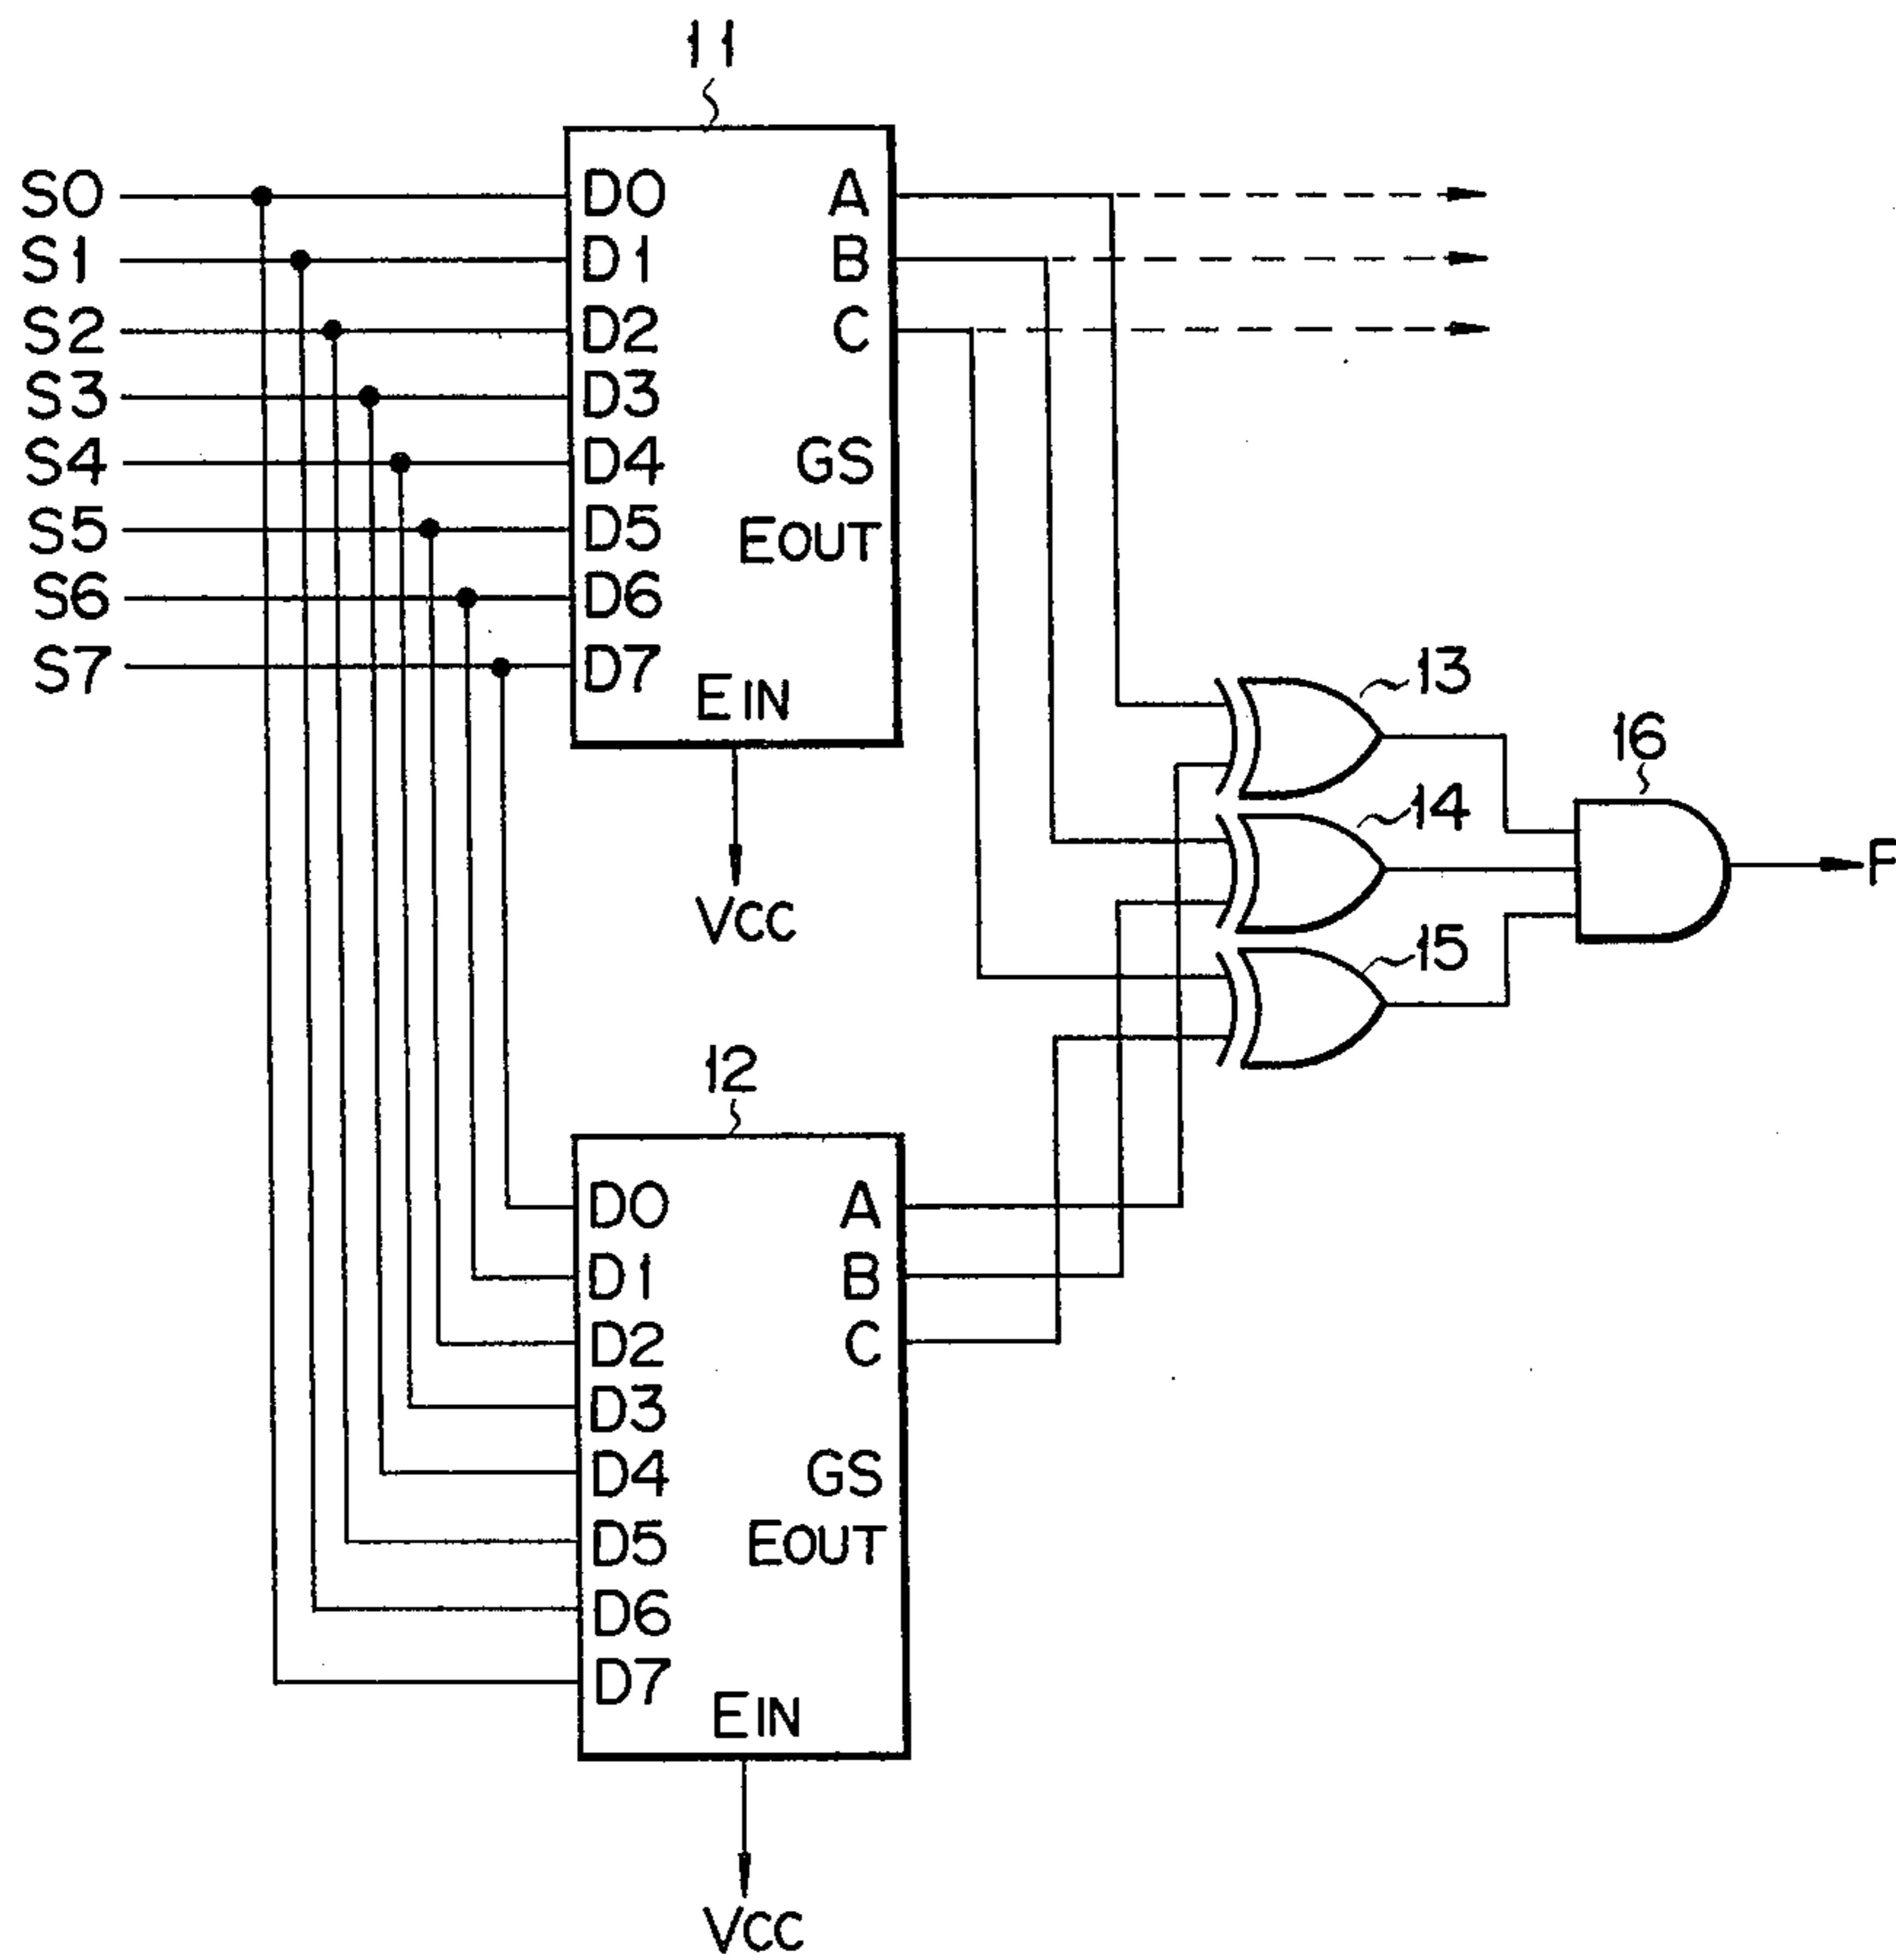 11
S0 D0 A
S1 D1 B
S2 D2 C
S3 D3
S4 D4 GS
S5 D5 EOUT
S6 D6
S7 D7
EIN
VCC
13
16
14
F
15
12
D0 A
D1 B
D2 C
D3
D4 GS
D5 EOUT
D6
D7
EIN
VCC